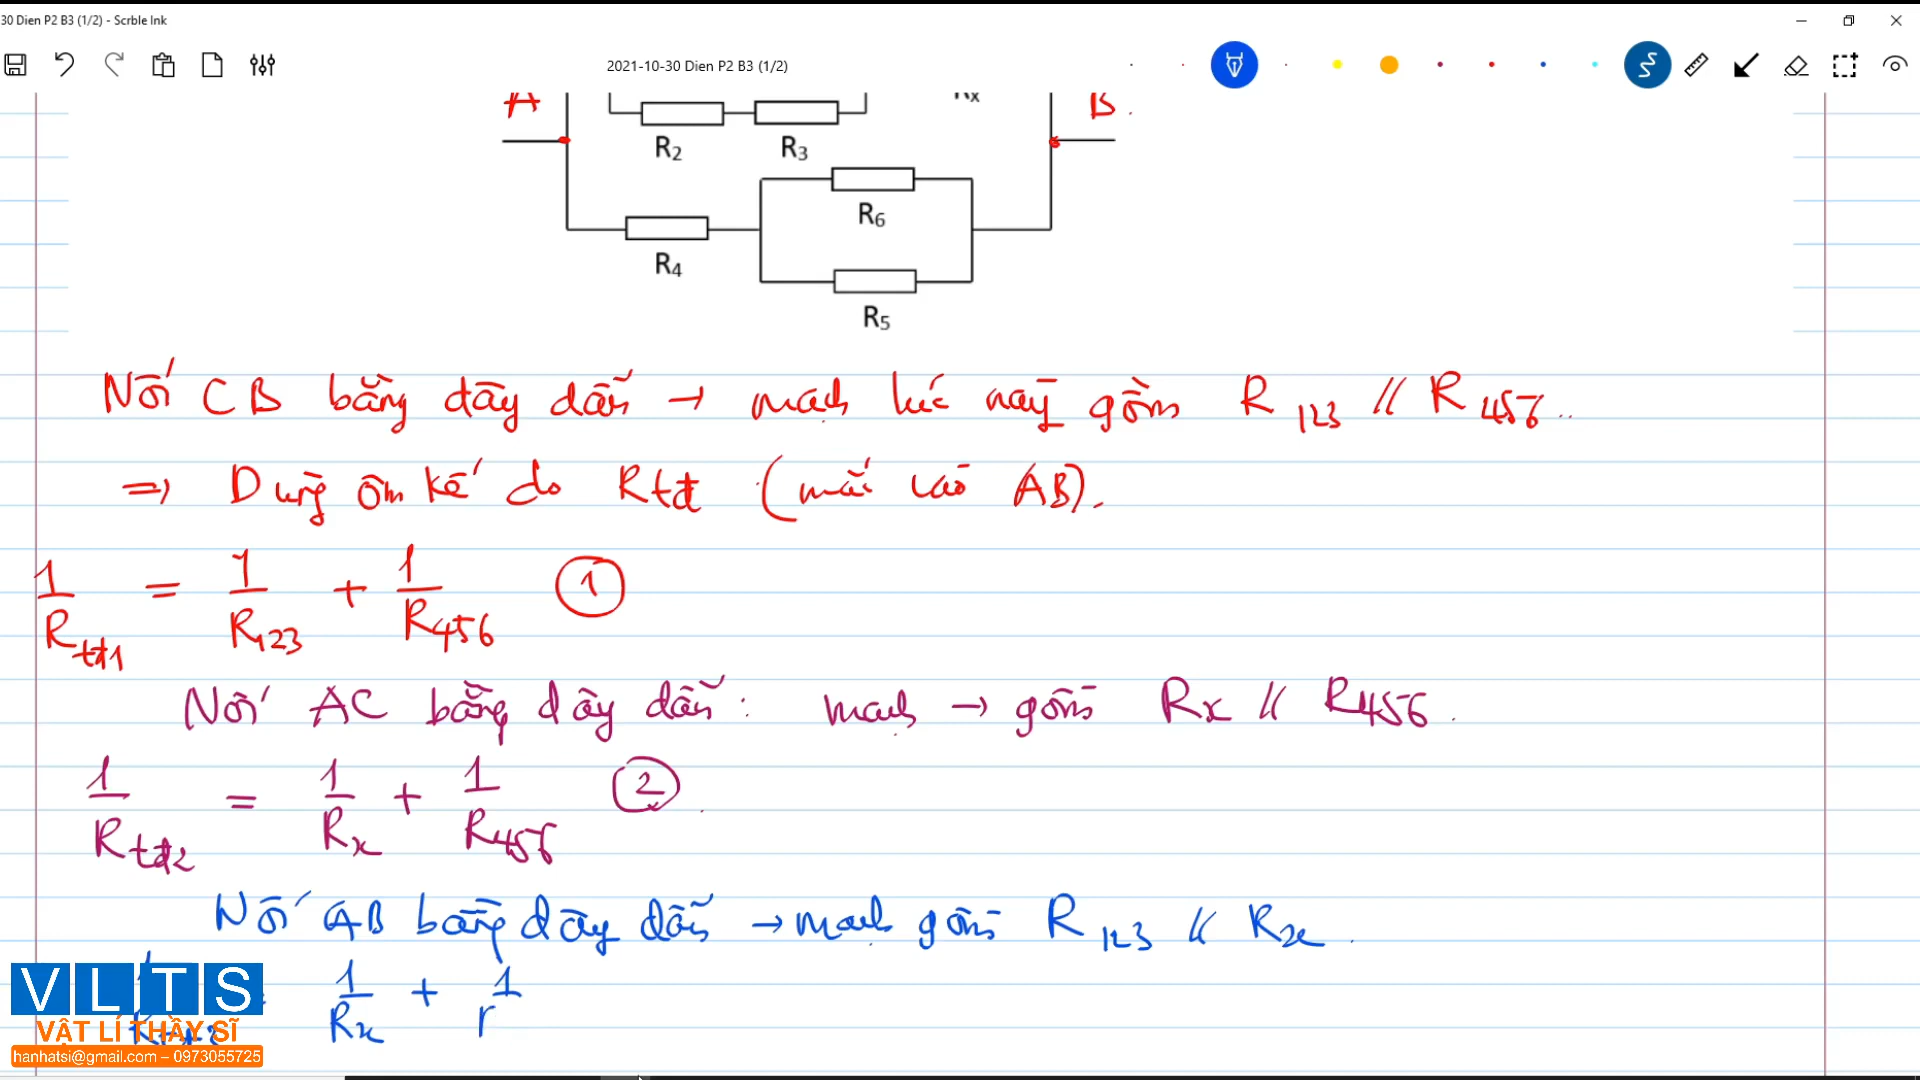 30 Dien P2 B3 (1/2) - Scrble Ink
2021-10-30 Dien P2 B3 (1/2)
A
Rx
B
R2
R3
R6
R4
R5
Nối CB bằng dây dẫn → mạch lúc này gồm R123 // R456
=> Dùng ôm kế đo Rtđ (mắc vào AB).
1/Rtđ1 = 1/R123 + 1/R456 ①
Nối AC bằng dây dẫn: mạch → gồm Rx // R456.
1/Rtđ2 = 1/Rx + 1/R456 ②
Nối AB bằng dây dẫn → mạch gồm R123 // Rx.
1/Rx + 1/r
VLTS
VẬT LÍ THẦY SĨ
hanhatsi@gmail.com – 0973055725